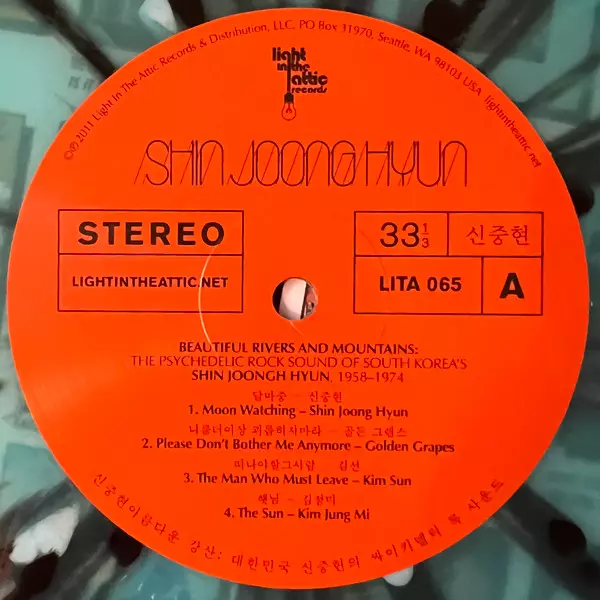 ©℗ 2011 Light In The Attic Records & Distribution, LLC. PO Box 31970, Seattle, WA 98103 USA lightintheattic.net
light
in the
attic
records
SHIN JOONG HYUN
STEREO
LIGHTINTHEATTIC.NET
33 1/3
신중현
LITA 065
A
BEAUTIFUL RIVERS AND MOUNTAINS:
THE PSYCHEDELIC ROCK SOUND OF SOUTH KOREA'S
SHIN JOONGH HYUN, 1958–1974
달마중 – 신중현
1. Moon Watching – Shin Joong Hyun
나를더이상 괴롭히지마라 – 골든 그렙스
2. Please Don't Bother Me Anymore – Golden Grapes
떠나야할그사람 김선
3. The Man Who Must Leave – Kim Sun
햇님 – 김정미
4. The Sun – Kim Jung Mi
신중현아름다운 강산: 대한민국 신중현의 싸이키델릭 록 사운드